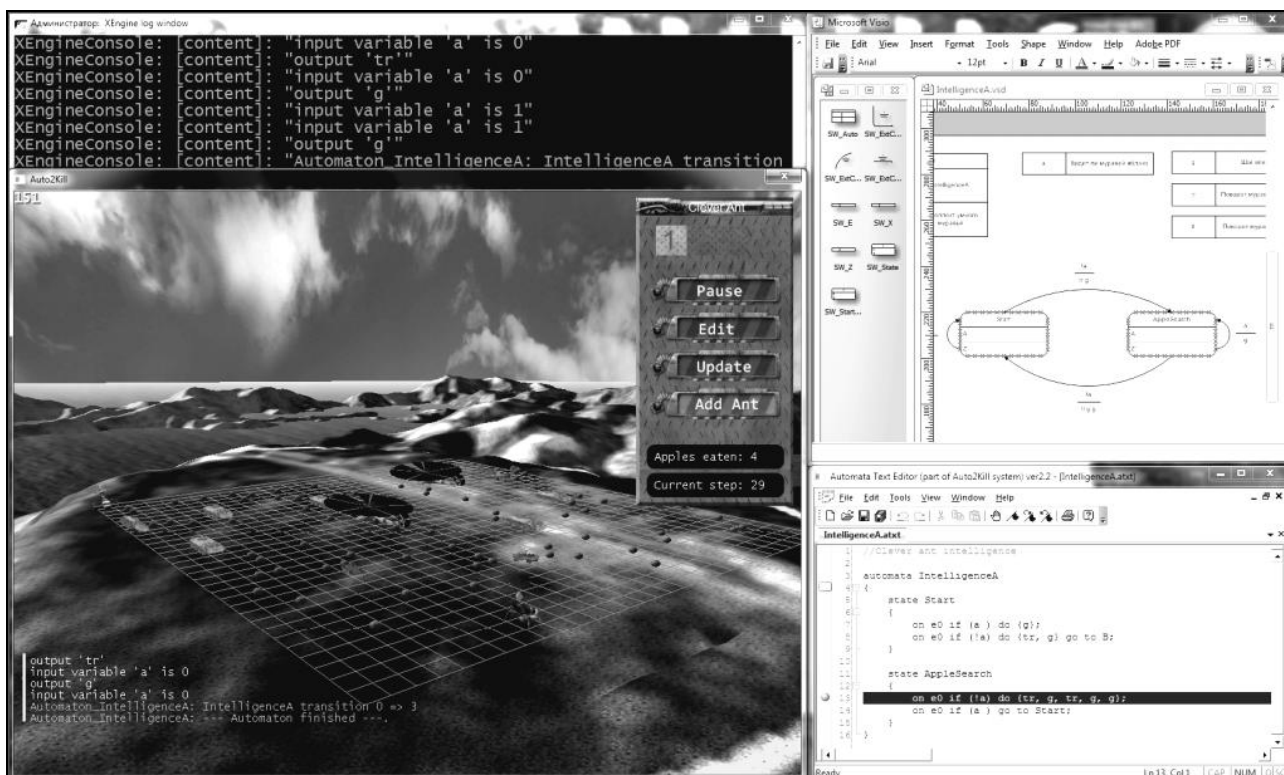 Администратор: XEngine log window
XEngineConsole: [content]: "input variable 'a' is 0"
XEngineConsole: [content]: "output 'tr'"
XEngineConsole: [content]: "input variable 'a' is 0"
XEngineConsole: [content]: "output 'g'"
XEngineConsole: [content]: "input variable 'a' is 1"
XEngineConsole: [content]: "input variable 'a' is 1"
XEngineConsole: [content]: "output 'g'"
XEngineConsole: [content]: "Automaton_IntelligenceA: IntelligenceA transition
Auto2Kill
151
Clever Ant
1
Pause
Edit
Update
Add Ant
Apples eaten: 4
Current step: 29
output 'tr'
input variable 'a' is 0
output 'g'
input variable 'a' is 0
Automaton_IntelligenceA: IntelligenceA transition 0 => 3
Automaton_IntelligenceA: --- Automaton finished ---.
Microsoft Visio
File Edit View Insert Format Tools Shape Window Help Adobe PDF
Arial 12pt B I U A
IntelligenceA.vsd
SW_Auto SW_ExtC...
SW_ExtC... SW_ExtC...
SW_E SW_X
SW_Z SW_State
SW_Start...
Start
AppleSearch
Automata Text Editor (part of Auto2Kill system) ver2.2 - [IntelligenceA.atxt]
File Edit Tools View Window Help
IntelligenceA.atxt
1 //Clever ant intelligence
2
3 automata IntelligenceA
4 {
5 state Start
6 {
7 on e0 if (a ) do {g};
8 on e0 if (!a) do {tr, g} go to B;
9 }
10
11 state AppleSearch
12 {
13 on e0 if (!a) do {tr, g, tr, g, g};
14 on e0 if (a ) go to Start;
15 }
16 }
Ready
Ln 13, Col 1 CAP NUM